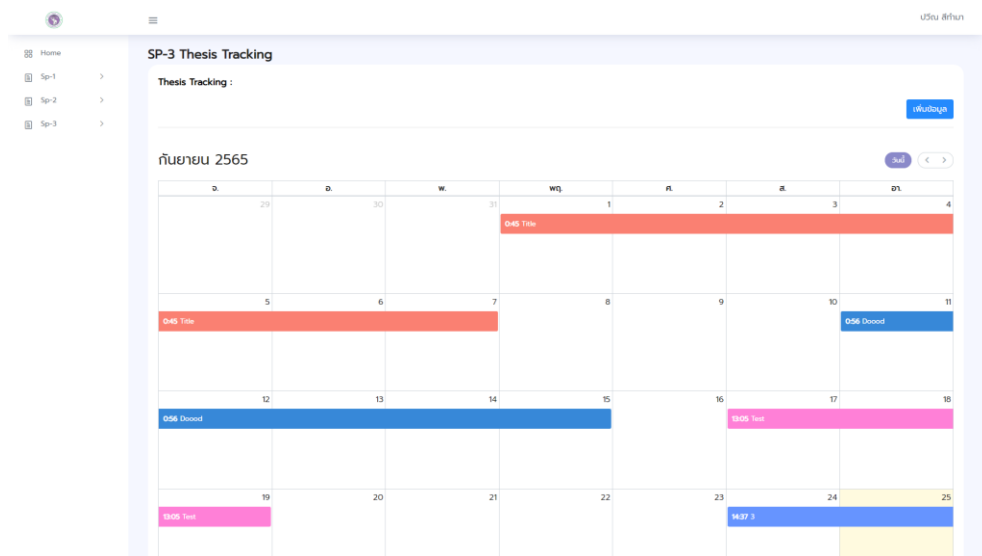 ปวีณ สีทำมา
Home
SP-3 Thesis Tracking
Sp-1
Thesis Tracking :
Sp-2
เพิ่มข้อมูล
Sp-3
กันยายน 2565
วันนี้
จ. อ. พ. พฤ. ศ. ส. อา.
29 30 31 1 2 3 4
0:45 Title
5 6 7 8 9 10 11
0:45 Title 0:56 Doood
12 13 14 15 16 17 18
0:56 Doood 13:05 Test
19 20 21 22 23 24 25
13:05 Test 14:37 3